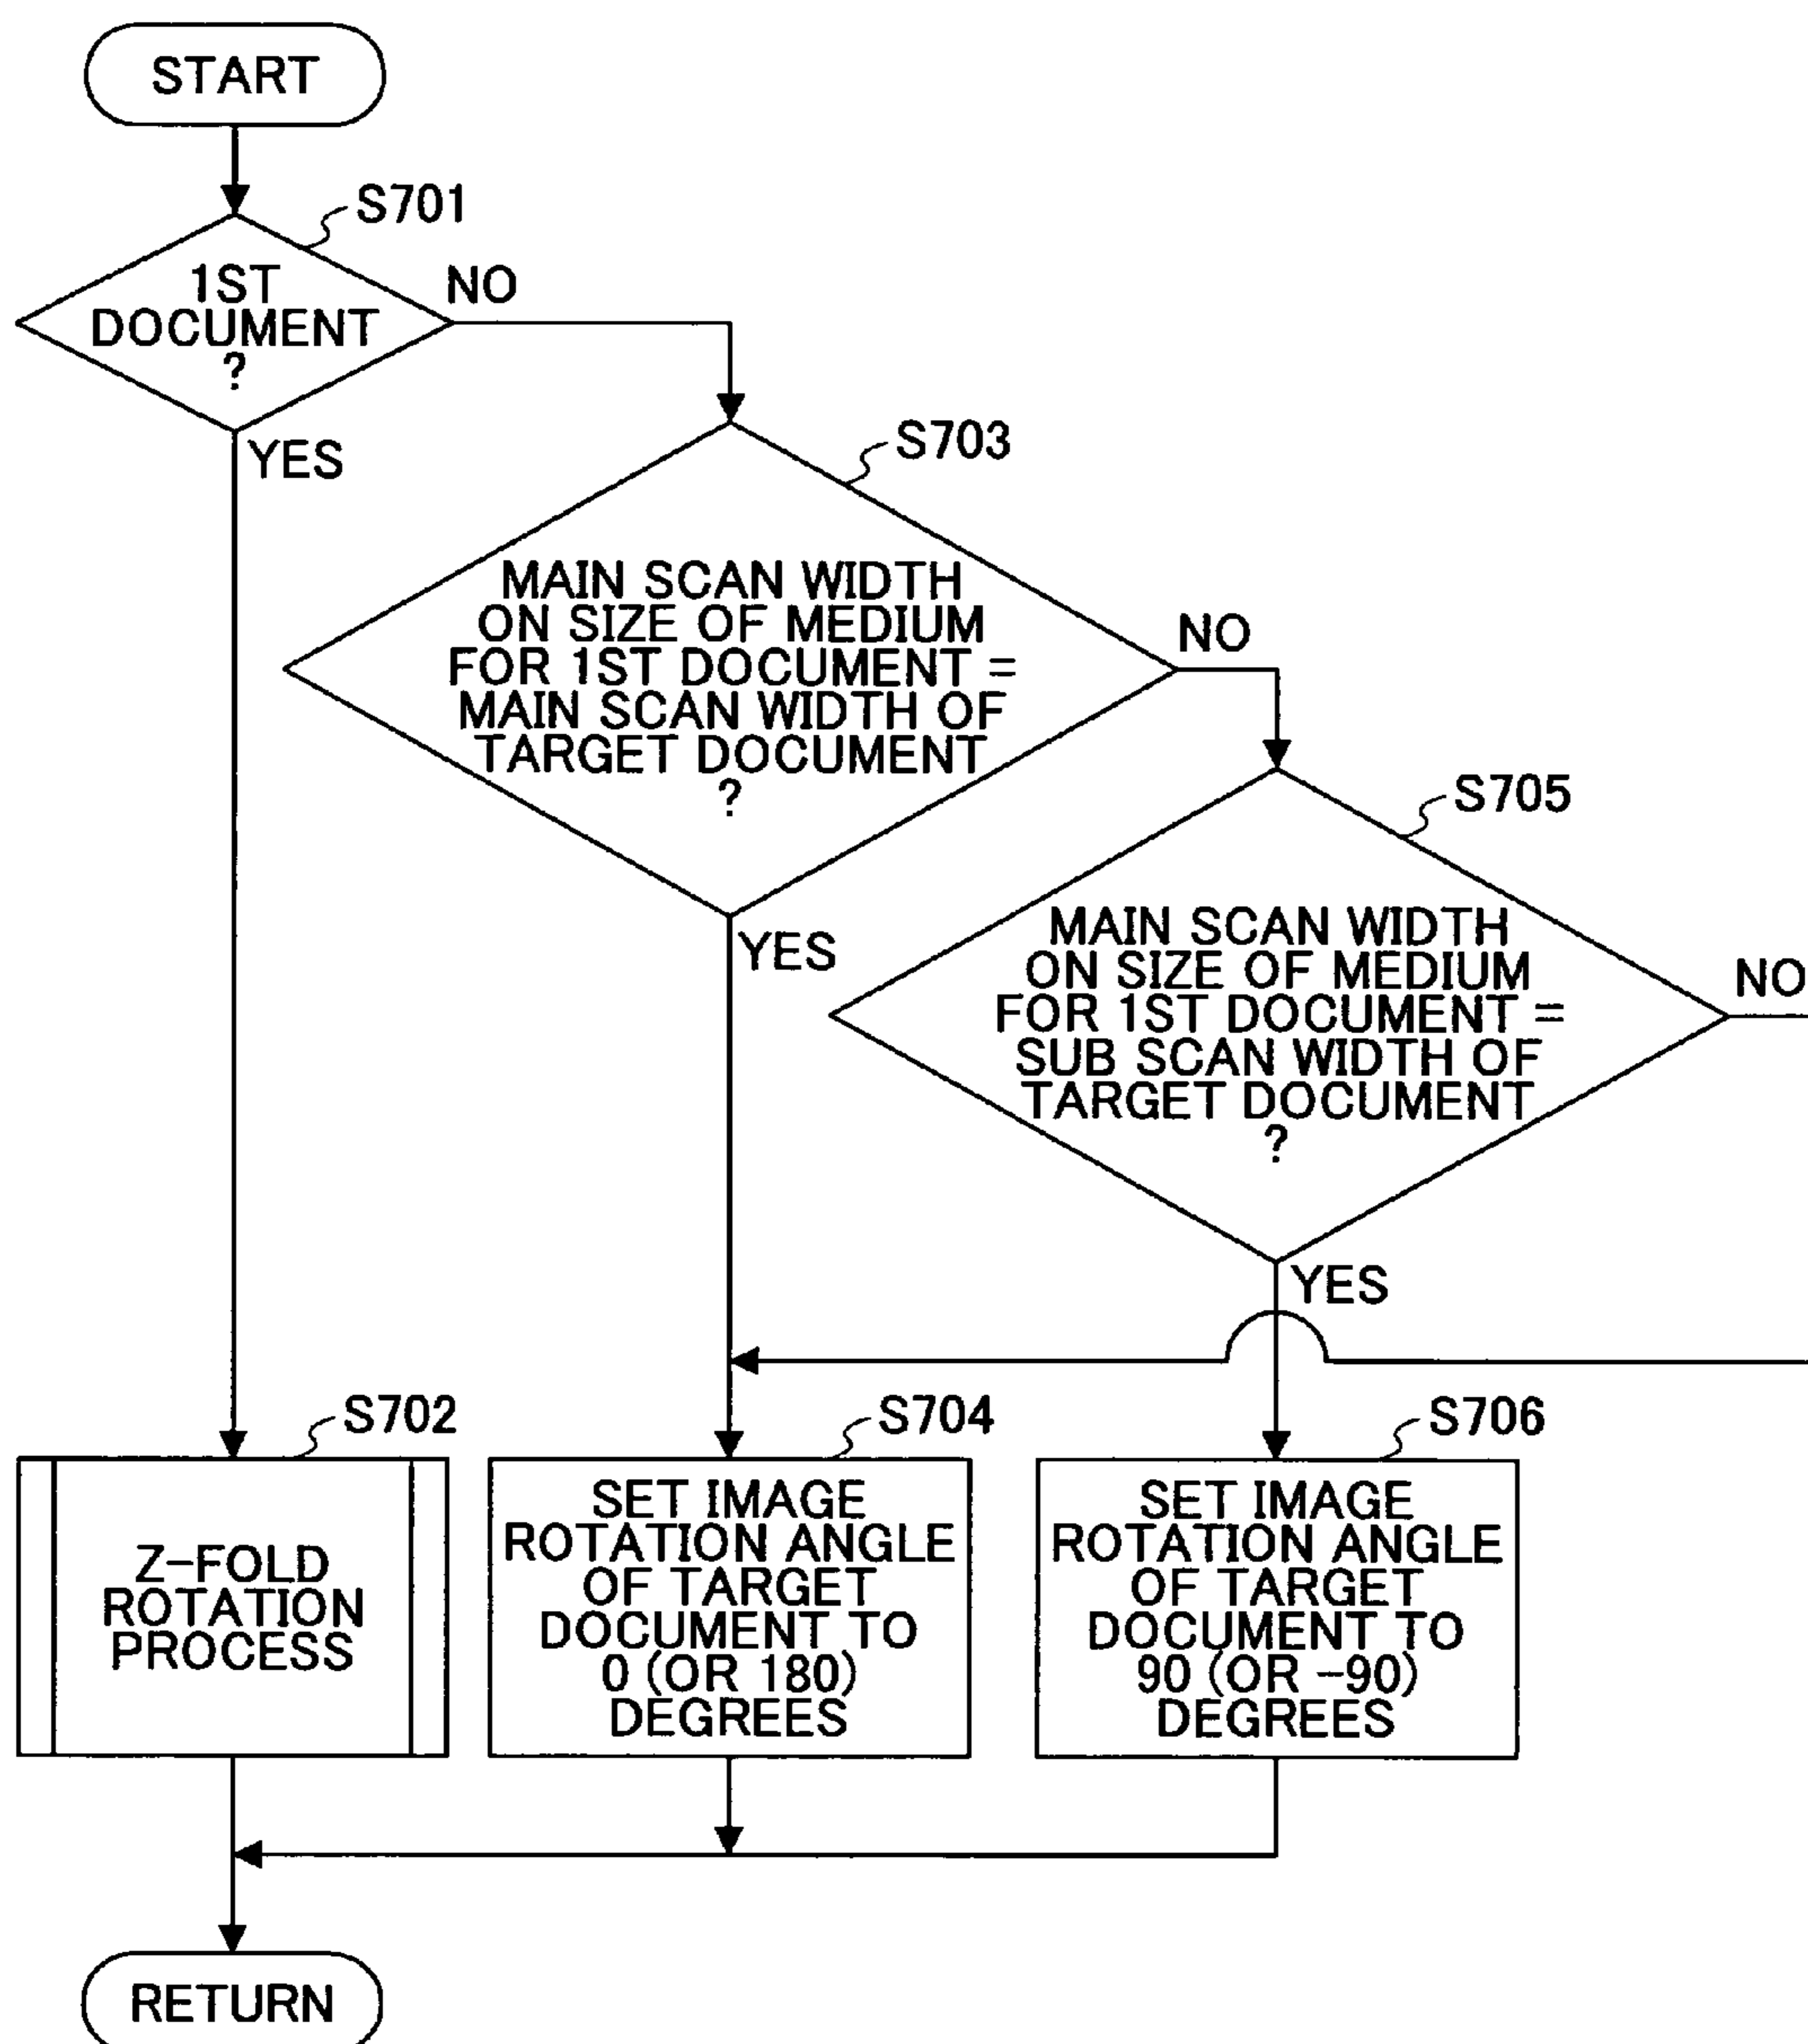 START
S701
1ST
DOCUMENT
?
NO
YES
S703
MAIN SCAN WIDTH
ON SIZE OF MEDIUM
FOR 1ST DOCUMENT =
MAIN SCAN WIDTH OF
TARGET DOCUMENT
?
NO
YES
S705
MAIN SCAN WIDTH
ON SIZE OF MEDIUM
FOR 1ST DOCUMENT =
SUB SCAN WIDTH OF
TARGET DOCUMENT
?
NO
YES
S702
Z-FOLD
ROTATION
PROCESS
S704
SET IMAGE
ROTATION ANGLE
OF TARGET
DOCUMENT TO
0 (OR 180)
DEGREES
S706
SET IMAGE
ROTATION ANGLE
OF TARGET
DOCUMENT TO
90 (OR -90)
DEGREES
RETURN